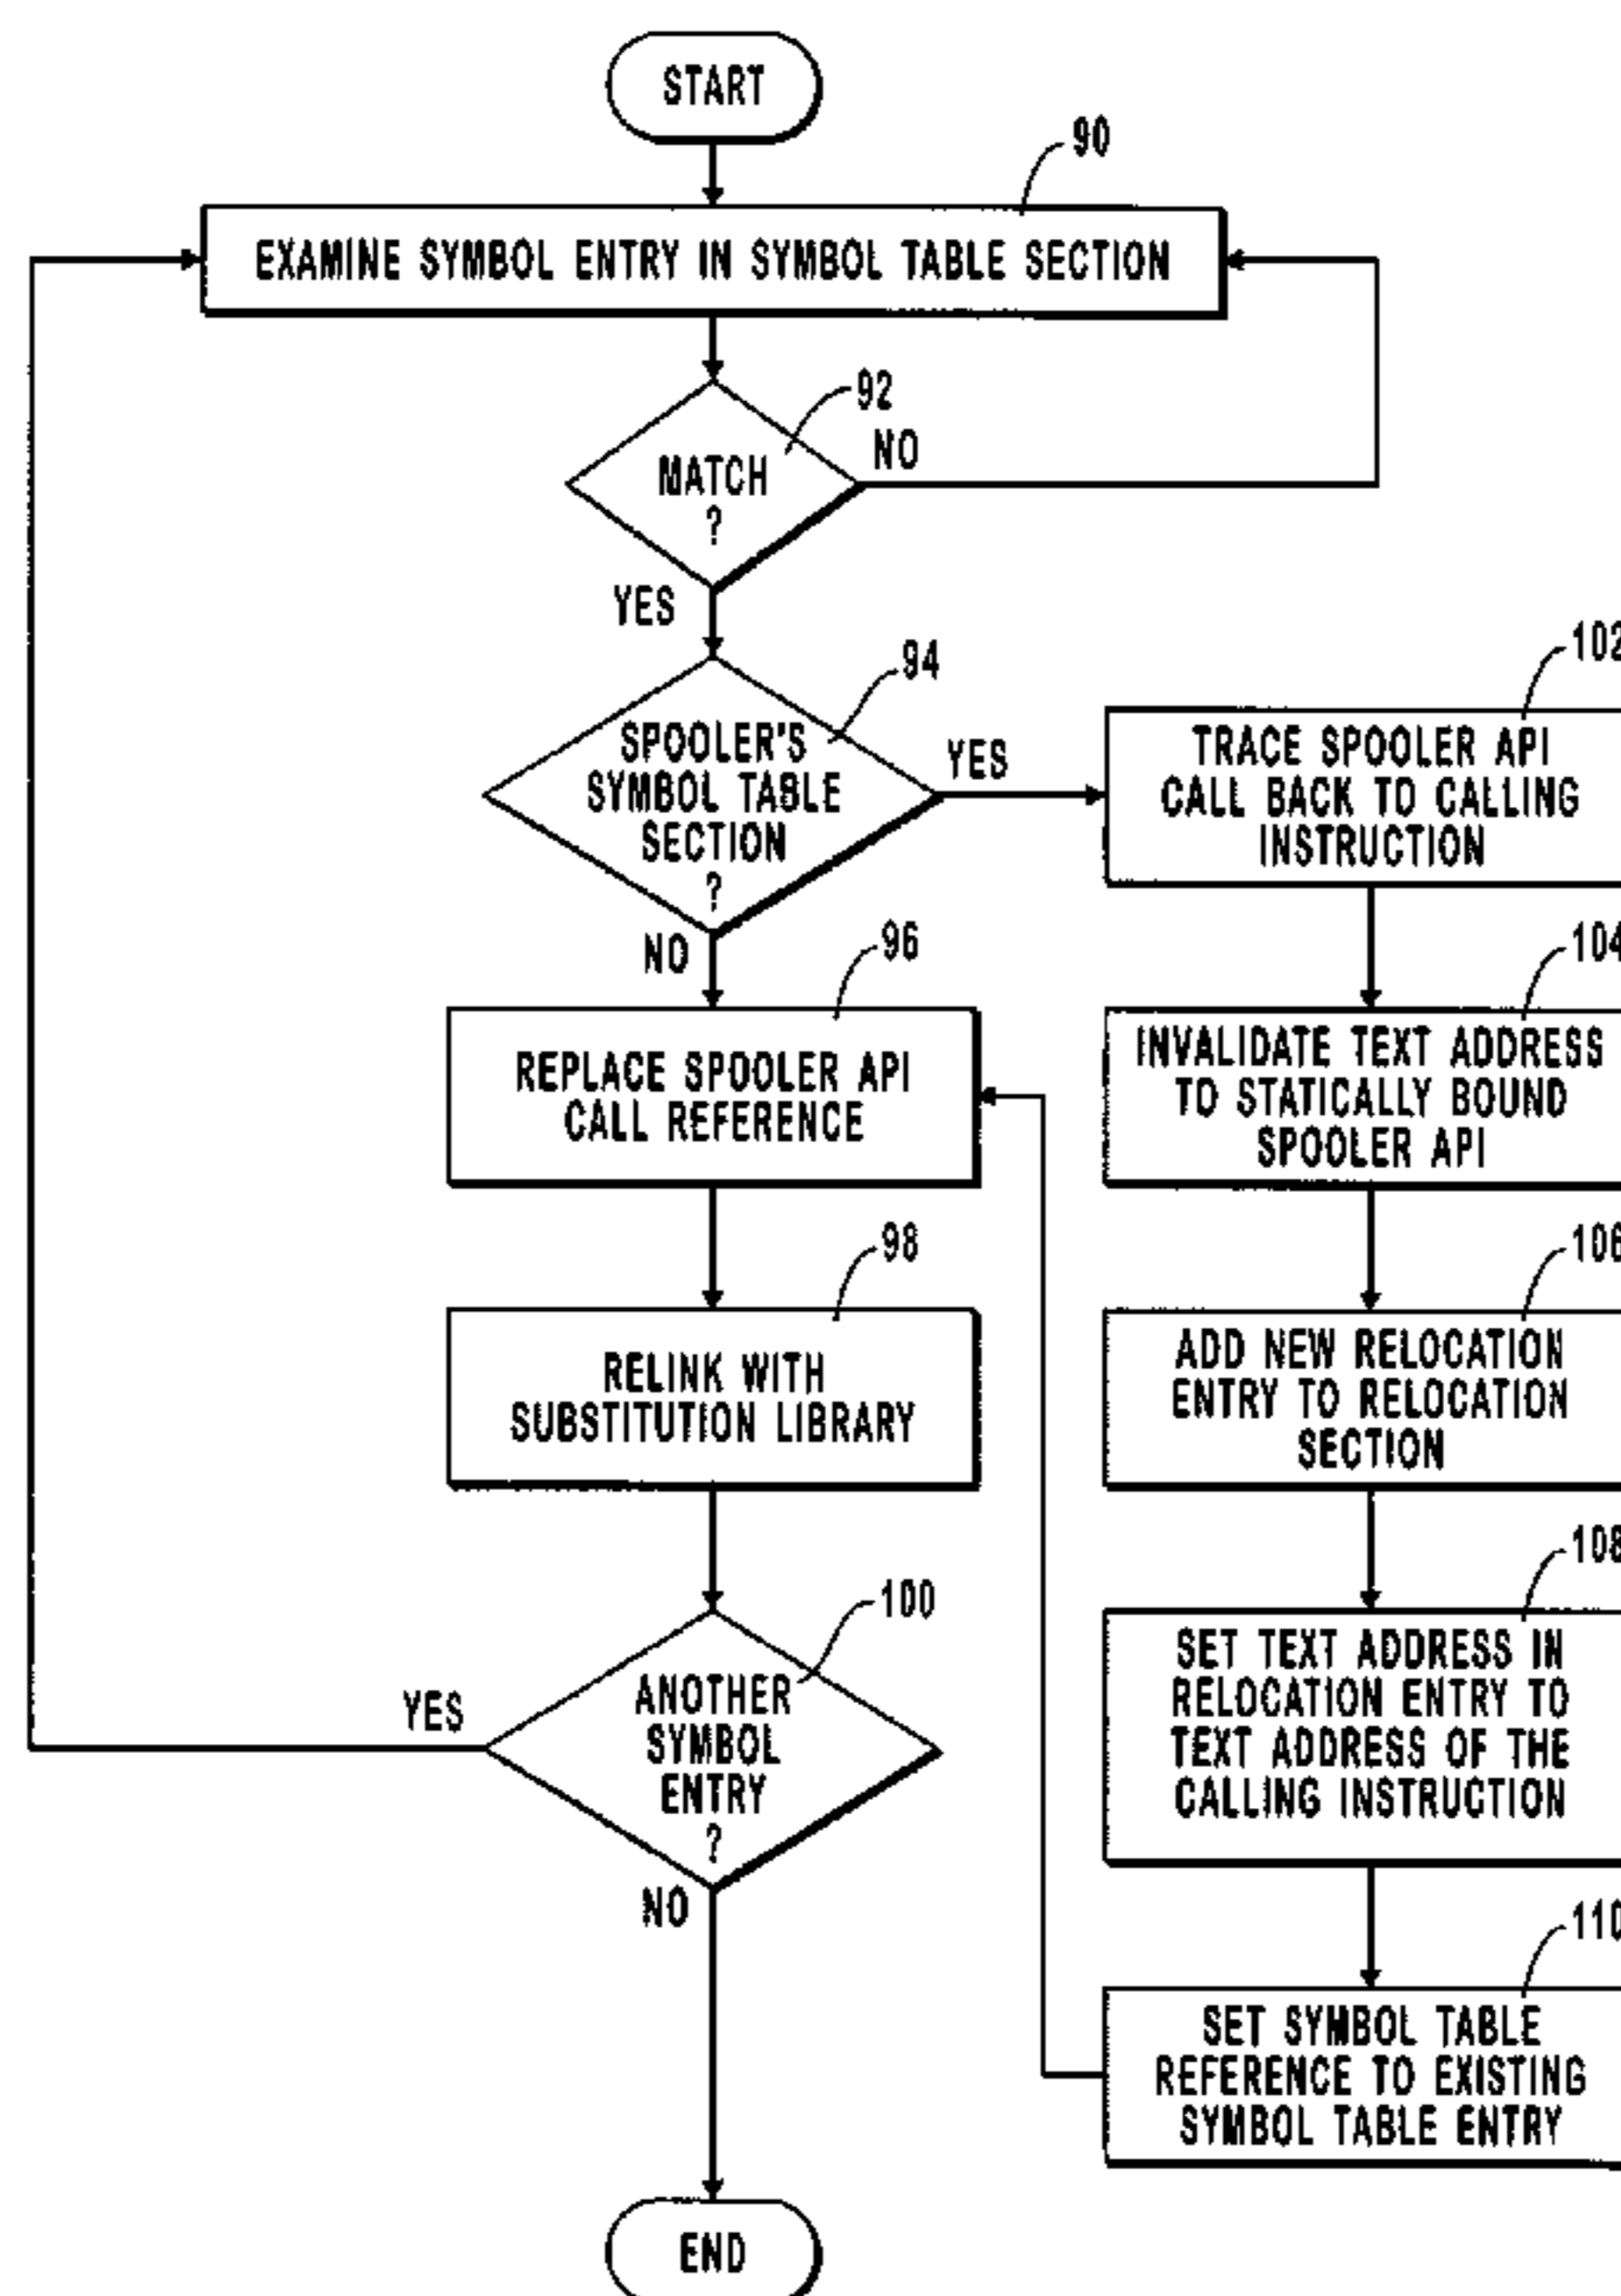 START
90
EXAMINE SYMBOL ENTRY IN SYMBOL TABLE SECTION
92
MATCH
?
NO
YES
94
SPOOLER'S
SYMBOL TABLE
SECTION
?
YES
NO
102
TRACE SPOOLER API
CALL BACK TO CALLING
INSTRUCTION
96
REPLACE SPOOLER API
CALL REFERENCE
104
INVALIDATE TEXT ADDRESS
TO STATICALLY BOUND
SPOOLER API
98
RELINK WITH
SUBSTITUTION LIBRARY
106
ADD NEW RELOCATION
ENTRY TO RELOCATION
SECTION
100
ANOTHER
SYMBOL
ENTRY
?
YES
NO
108
SET TEXT ADDRESS IN
RELOCATION ENTRY TO
TEXT ADDRESS OF THE
CALLING INSTRUCTION
110
SET SYMBOL TABLE
REFERENCE TO EXISTING
SYMBOL TABLE ENTRY
END